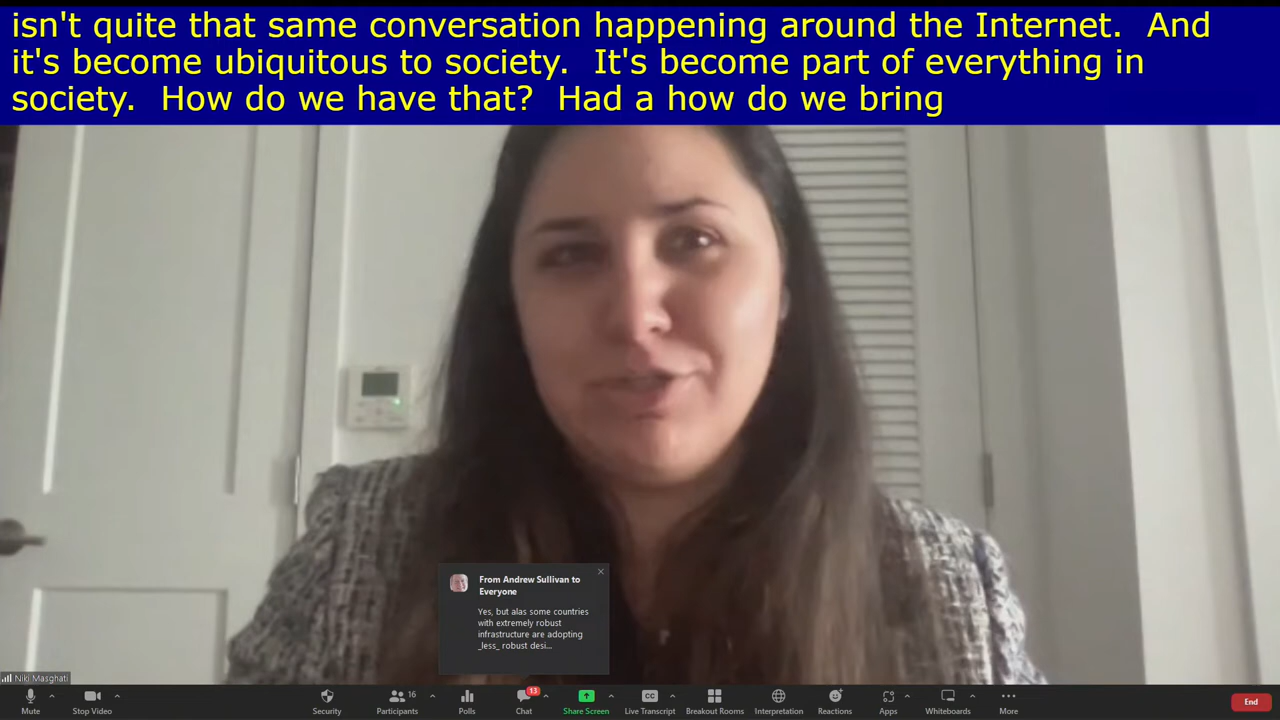 isn't quite that same conversation happening around the Internet.  And
it's become ubiquitous to society.  It's become part of everything in
society.  How do we have that?  Had a how do we bring
From Andrew Sullivan to
Everyone
Yes, but alas some countries
with extremely robust
infrastructure are adopting
_less_ robust desi...
Niki Masghati
Mute
Stop Video
Security
Participants
16
Polls
Chat
13
Share Screen
CC
Live Transcript
Breakout Rooms
Interpretation
Reactions
Apps
Whiteboards
More
End